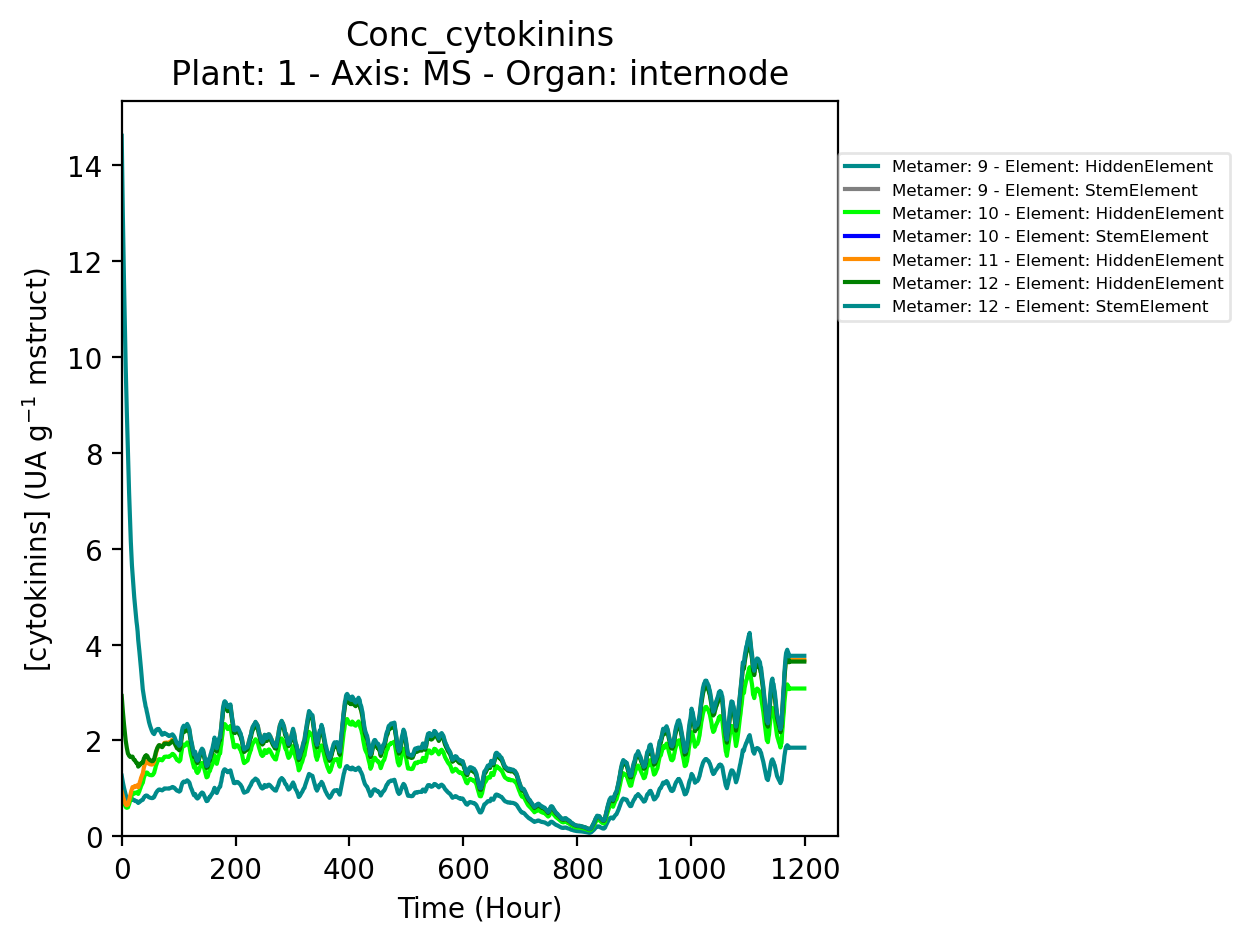 Conc_cytokinins
Plant: 1 - Axis: MS - Organ: internode
14
12
10
8
6
4
2
0
[cytokinins] (UA g⁻¹ mstruct)
0 200 400 600 800 1000 1200
Time (Hour)
Metamer: 9 - Element: HiddenElement
Metamer: 9 - Element: StemElement
Metamer: 10 - Element: HiddenElement
Metamer: 10 - Element: StemElement
Metamer: 11 - Element: HiddenElement
Metamer: 12 - Element: HiddenElement
Metamer: 12 - Element: StemElement